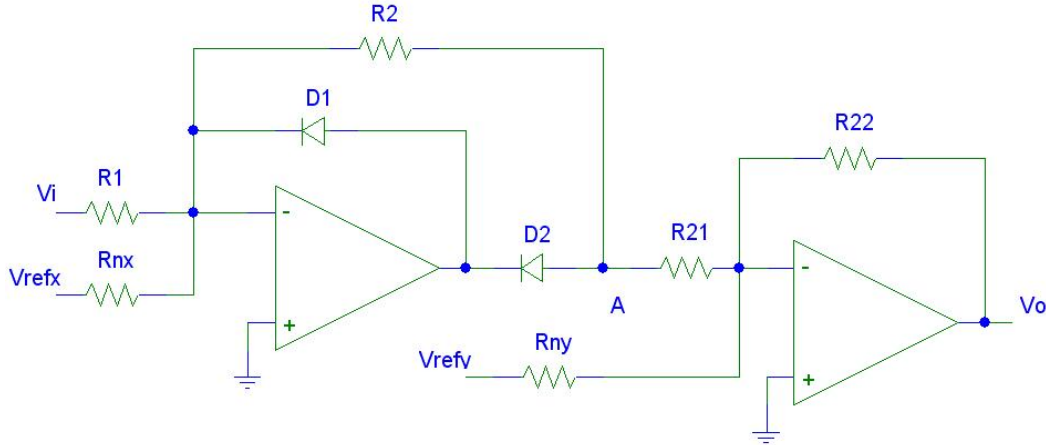 R2
D1
R22
Vi
R1
-
R21
D2
Vrefx
Rnx
-
+
A
Vo
Vrefy
Rny
+